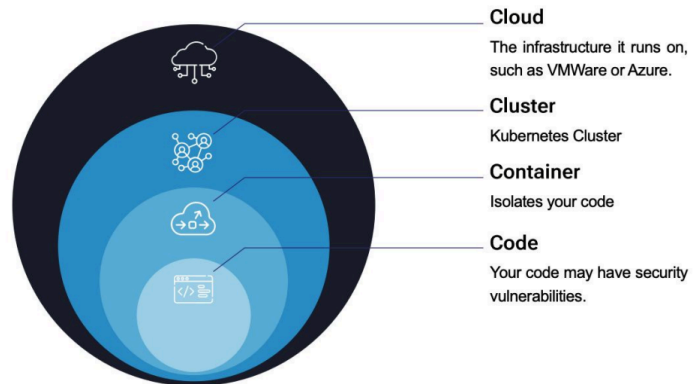 Cloud
The infrastructure it runs on,
such as VMWare or Azure.
Cluster
Kubernetes Cluster
Container
Isolates your code
Code
Your code may have security
vulnerabilities.